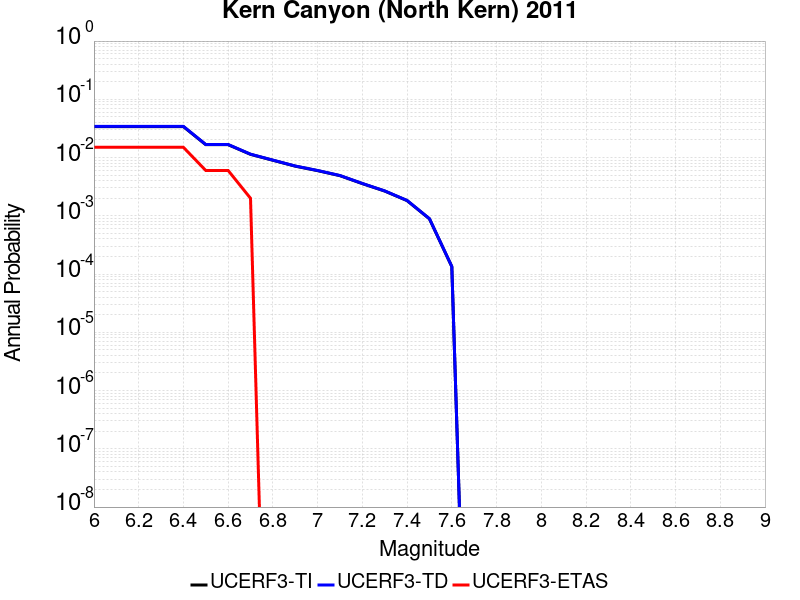 Kern Canyon (North Kern) 2011
10^0
10^-1
10^-2
10^-3
10^-4
10^-5
10^-6
10^-7
10^-8
Annual Probability
6 6.2 6.4 6.6 6.8 7 7.2 7.4 7.6 7.8 8 8.2 8.4 8.6 8.8 9
Magnitude
UCERF3-TI UCERF3-TD UCERF3-ETAS